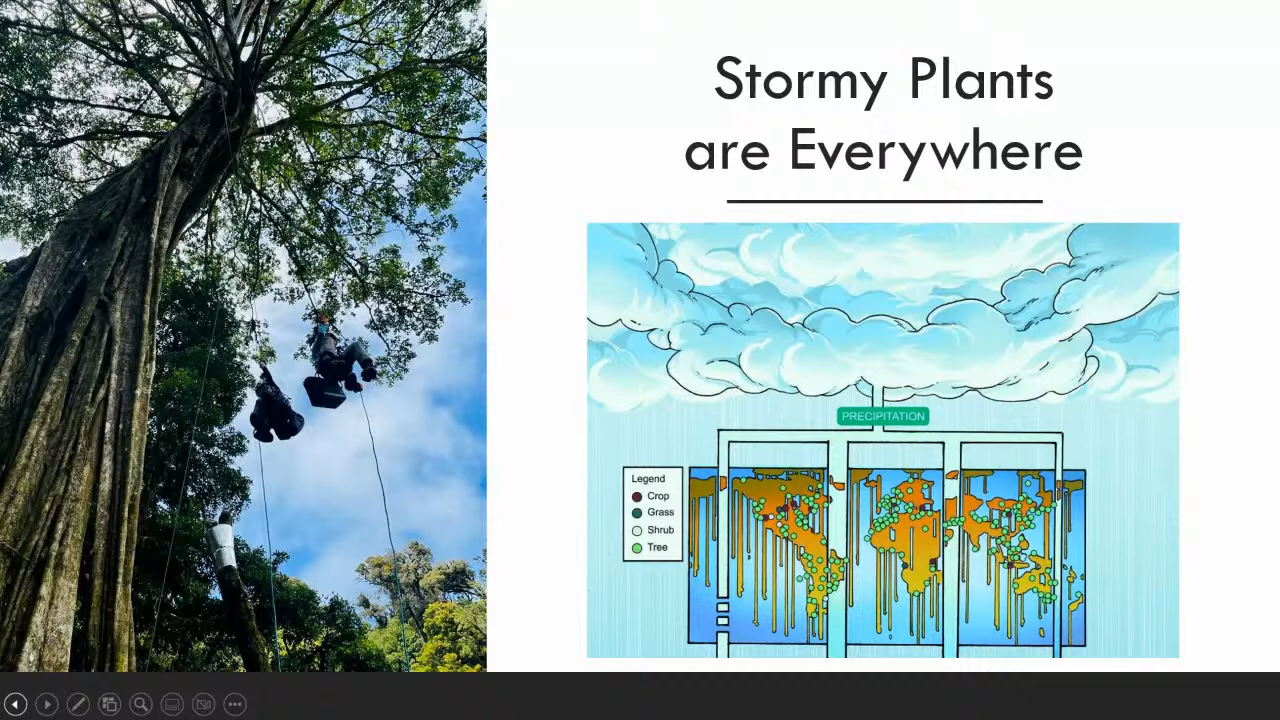 Stormy Plants
are Everywhere
PRECIPITATION
Legend
Crop
Grass
Shrub
Tree